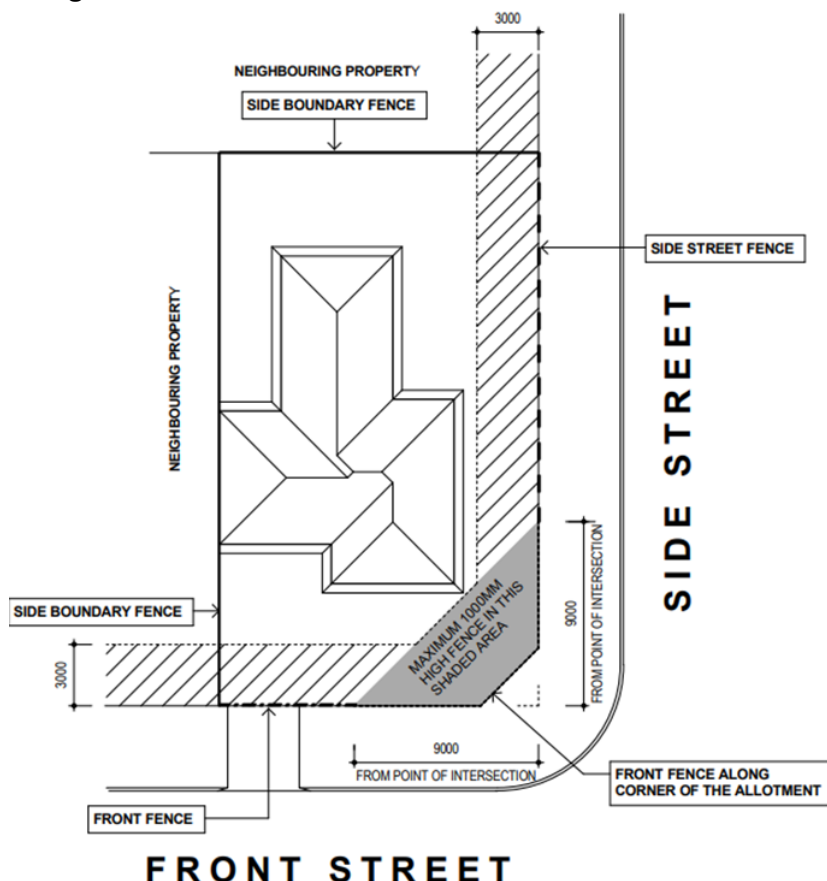 3000
NEIGHBOURING PROPERTY
SIDE BOUNDARY FENCE
SIDE STREET FENCE
NEIGHBOURING PROPERTY
SIDE STREET
SIDE BOUNDARY FENCE
MAXIMUM 1000MM
HIGH FENCE IN THIS
SHADED AREA
9000
FROM POINT OF INTERSECTION
3000
9000
FROM POINT OF INTERSECTION
FRONT FENCE ALONG
CORNER OF THE ALLOTMENT
FRONT FENCE
FRONT STREET